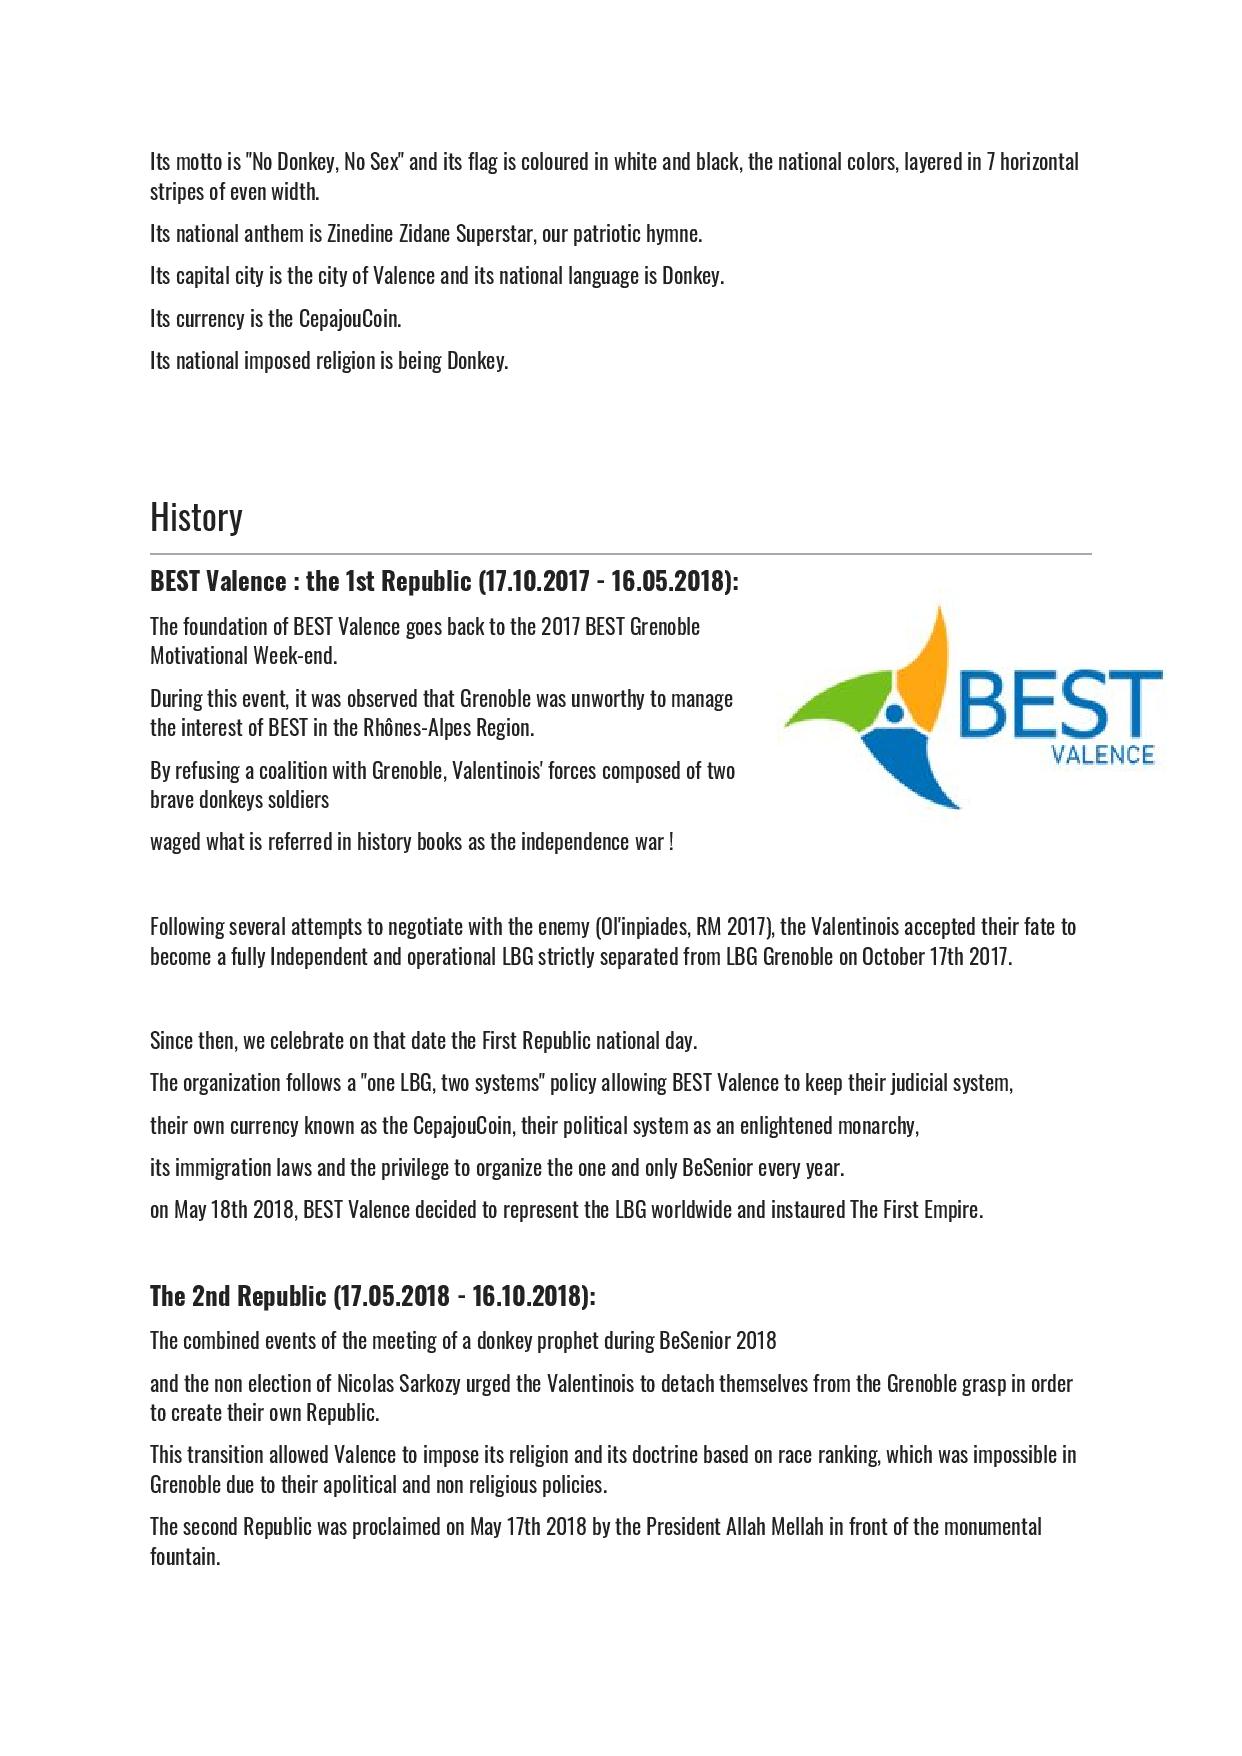 Its motto is "No Donkey, No Sex" and its flag is coloured in white and black, the national colors, layered in 7 horizontal
stripes of even width.
Its national anthem is Zinedine Zidane Superstar, our patriotic hymne.
Its capital city is the city of Valence and its national language is Donkey.
Its currency is the CepajouCoin.
Its national imposed religion is being Donkey.
History
BEST Valence : the 1st Republic (17.10.2017 - 16.05.2018):
The foundation of BEST Valence goes back to the 2017 BEST Grenoble
Motivational Week-end.
During this event, it was observed that Grenoble was unworthy to manage
the interest of BEST in the Rhônes-Alpes Region.
By refusing a coalition with Grenoble, Valentinois' forces composed of two
brave donkeys soldiers
waged what is referred in history books as the independence war !
BEST
VALENCE
Following several attempts to negotiate with the enemy (Ol'inpiades, RM 2017), the Valentinois accepted their fate to
become a fully Independent and operational LBG strictly separated from LBG Grenoble on October 17th 2017.
Since then, we celebrate on that date the First Republic national day.
The organization follows a "one LBG, two systems" policy allowing BEST Valence to keep their judicial system,
their own currency known as the CepajouCoin, their political system as an enlightened monarchy,
its immigration laws and the privilege to organize the one and only BeSenior every year.
on May 18th 2018, BEST Valence decided to represent the LBG worldwide and instaured The First Empire.
The 2nd Republic (17.05.2018 - 16.10.2018):
The combined events of the meeting of a donkey prophet during BeSenior 2018
and the non election of Nicolas Sarkozy urged the Valentinois to detach themselves from the Grenoble grasp in order
to create their own Republic.
This transition allowed Valence to impose its religion and its doctrine based on race ranking, which was impossible in
Grenoble due to their apolitical and non religious policies.
The second Republic was proclaimed on May 17th 2018 by the President Allah Mellah in front of the monumental
fountain.